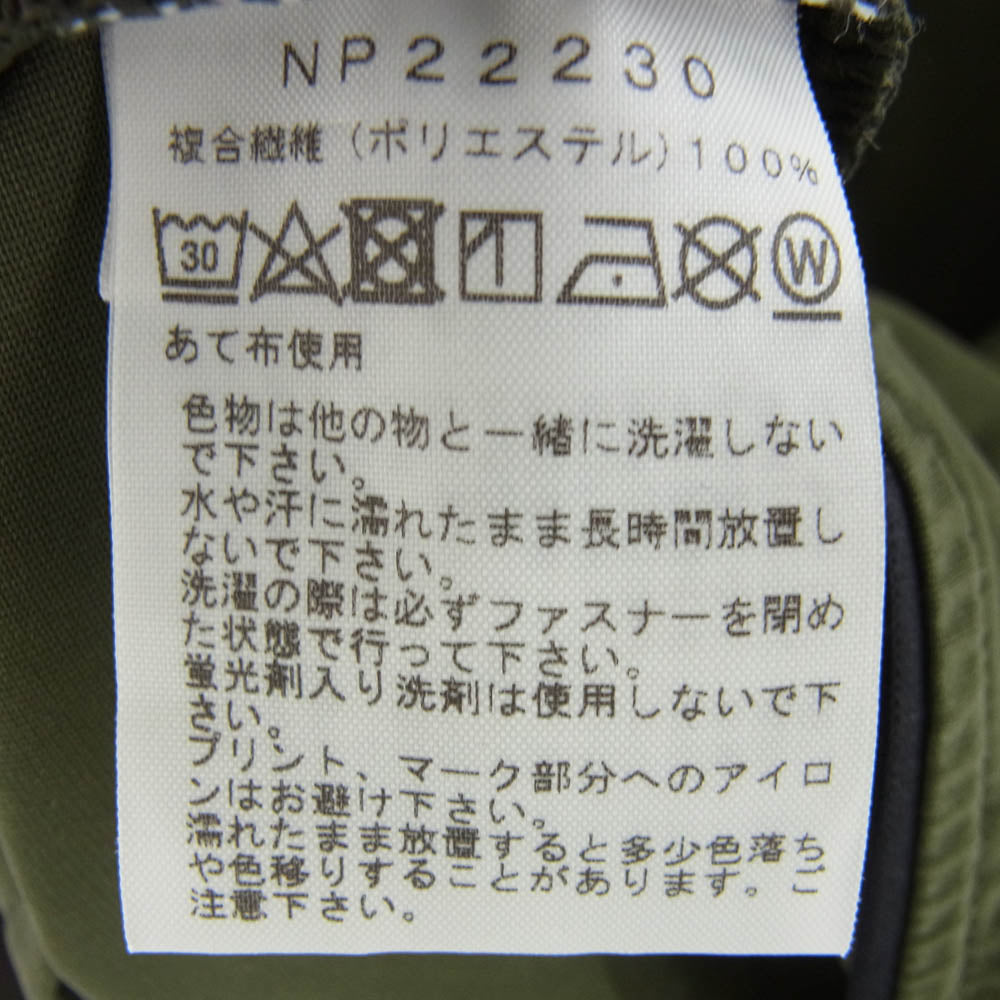 NP22230
複合繊維（ポリエステル）100%
30 W
あて布使用
色物は他の物と一緒に洗濯しない
で下さい。
水や汗に濡れたまま長時間放置し
ないで下さい。
洗濯の際は必ずファスナーを閉め
た状態で行って下さい。
蛍光剤入り洗剤は使用しないで下
さい。
プリント、マーク部分へのアイロ
ンはお避け下さい。
濡れたまま放置すると多少色落ち
や色移りすることがあります。ご
注意下さい。